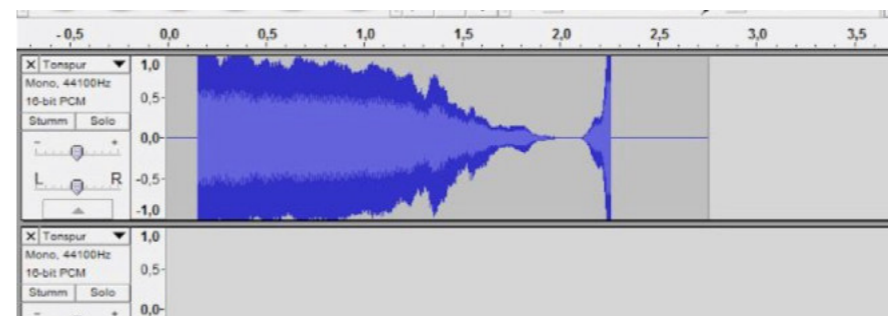 - 0,5 0,0 0,5 1,0 1,5 2,0 2,5 3,0 3,5
X Tonspur 1,0
Mono, 44100Hz
16-bit PCM 0,5-
Stumm Solo
- + 0,0-
L R -0,5-
-1,0
X Tonspur 1,0
Mono, 44100Hz
16-bit PCM 0,5-
Stumm Solo
- + 0,0-